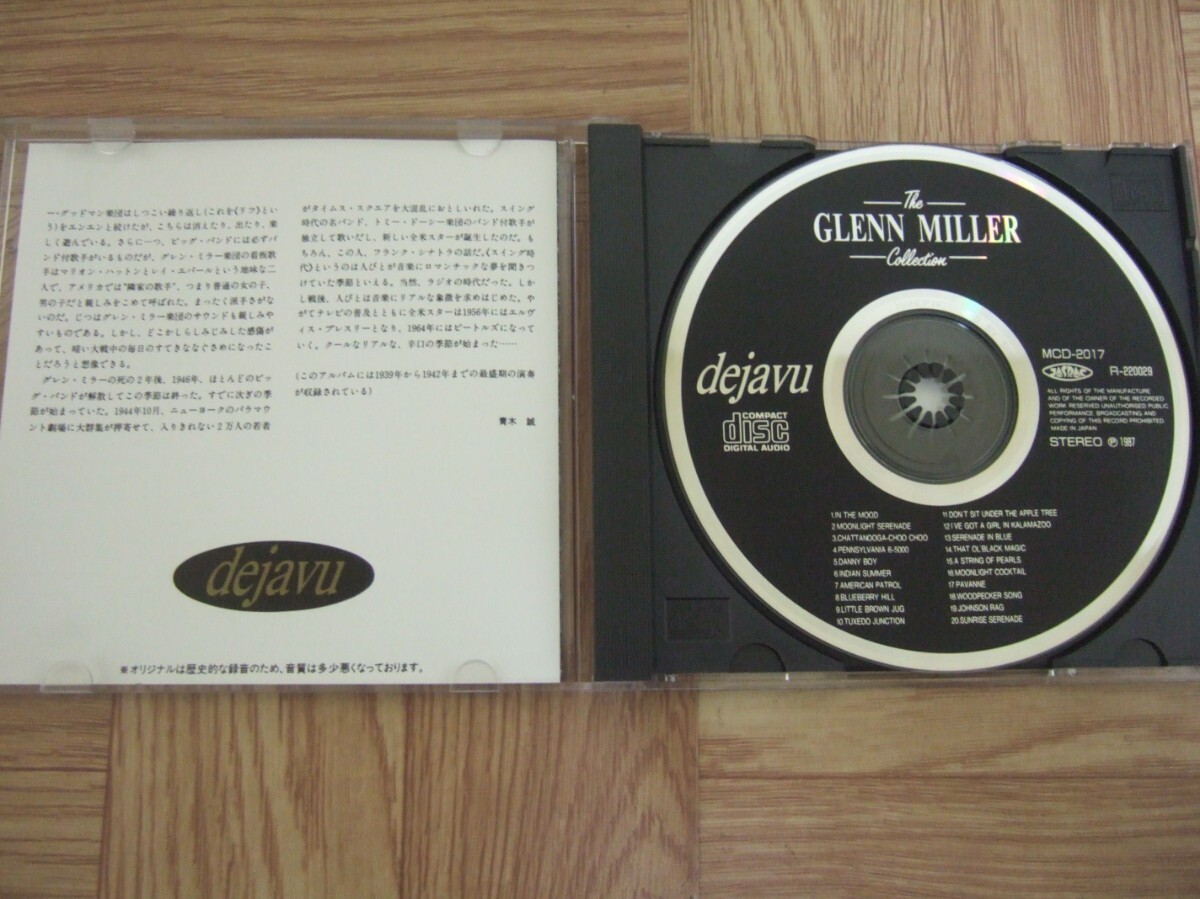 ー・グッドマン楽団はしつこい繰り返し(これを《リフ》とい
う)をエンエンと続けたが、こちらは消えたり、出たり、楽
しく遊んでいる。さらに一つ、ビッグ・バンドには必ずバ
ンド付歌手がいるものだが、グレン・ミラー楽団の看板歌
手はマリオン・ハットンとレイ・エバールという地味な二
人で、アメリカでは"隣家の歌手"、つまり普通の女の子、
男の子だと親しみをこめて呼ばれた。まったく派手さがな
いのだ。じつはグレン・ミラー楽団のサウンドも親しみや
すいものである。しかし、どこかしらしみじみした感傷が
あって、暗い大戦中の毎日のすてきななぐさめになったこ
とだろうと想像できる。
グレン・ミラーの死の2年後、1946年、ほとんどのビッ
グ・バンドが解散してこの季節は終った。すでに次ぎの季
節が始まっていた。1944年10月、ニューヨークのパラマウ
ント劇場に大群集が押寄せて、入りきれない2万人の若者
がタイムス・スクエアを大混乱におとしいれた。スイング
時代の名バンド、トミー・ドーシー楽団のバンド付歌手が
独立して歌いだし、新しい全米スターが誕生したのだ。も
ちろん、この人、フランク・シナトラの話だ。《スイング時
代》というのは人びとが音楽にロマンチックな夢を聞きつ
けていた季節といえる。当然、ラジオの時代だった。しか
し戦後、人びとは音楽にリアルな象徴を求めはじめた。や
がてテレビの普及とともに全米スターは1956年にはエルヴ
ィス・プレスリーとなり、1964年にはビートルズになって
いく。クールなリアルな、辛口の季節が始まった……
(このアルバムには1939年から1942年までの最盛期の演奏
が収録されている)
青木 誠
dejavu
※オリジナルは歴史的な録音のため、音質は多少悪くなっております。
The
GLENN MILLER
Collection
dejavu
COMPACT
disc
DIGITAL AUDIO
MCD-2017
R-220029
ALL RIGHTS OF THE MANUFACTURE
AND OF THE OWNER OF THE RECORDED
WORK RESERVED UNAUTHORISED PUBLIC
PERFORMANCE, BROADCASTING AND
COPYING OF THIS RECORD PROHIBITED.
MADE IN JAPAN
STEREO Ⓟ 1987
1.IN THE MOOD
2 MOONLIGHT SERENADE
3.CHATTANOOGA-CHOO CHOO
4 PENNSYLVANIA 6-5000
5.DANNY BOY
6 INDIAN SUMMER
7 AMERICAN PATROL
8 BLUEBERRY HILL
9. LITTLE BROWN JUG
10 TUXEDO JUNCTION
11 DON'T SIT UNDER THE APPLE TREE
12 I'VE GOT A GIRL IN KALAMAZOO
13 SERENADE IN BLUE
14 THAT OL'BLACK MAGIC
15 A STRING OF PEARLS
16 MOONLIGHT COCKTAIL
17 PAVANNE
18. WOODPECKER SONG
19. JOHNSON RAG
20. SUNRISE SERENADE